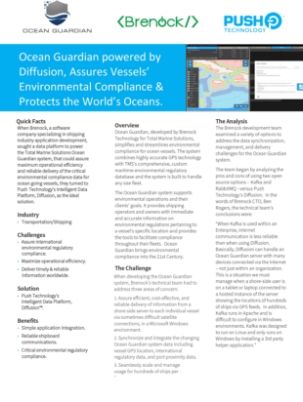 OCEAN GUARDIAN
<Brenock/>
PUSH
TECHNOLOGY
Ocean Guardian powered by
Diffusion, Assures Vessels'
Environmental Compliance &
Protects the World's Oceans.
Quick Facts
When Brenock, a software
company specializing in shipping
industry application development,
sought a data platform to power
the Total Marine Solutions Ocean
Guardian system, that could assure
maximum operational efficiency
and reliable delivery of the critical
environmental compliance data for
ocean going vessels, they turned to
Push Technology's Intelligent Data
Platform, Diffusion, as the ideal
solution.
Industry
- Transportation/Shipping
Challenges
- Assure international
environmental regulatory
compliance.
- Maximize operational efficiency.
- Deliver timely & reliable
information worldwide.
Solution
- Push Technology's
Intelligent Data Platform,
Diffusion™
Benefits
- Simple application integration.
- Reliable ship/board
communications.
- Critical environmental regulatory
compliance.
Overview
Ocean Guardian, developed by Brenock
Technology for Total Marine Solutions,
simplifies and streamlines environmental
compliance for ocean vessels. The system
combines highly accurate GPS technology
with TMS's comprehensive, custom
maritime environmental regulatory
database and the system is built to handle
any size fleet.
The Ocean Guardian system supports
environmental operations and their
clients' goals. It provides shipping
operators and owners with immediate
and accurate information on
environmental regulations pertaining to
a vessel's specific location and provides
the tools to facilitate compliance
throughout their fleets. Ocean
Guardian brings environmental
compliance into the 21st Century.
The Challenge
When developing the Ocean Guardian
system, Brenock's technical team had to
address three areas of concern:
1. Assure efficient, cost effective, and
reliable delivery of information from a
shore side server to each individual vessel
via sometimes difficult satellite
connections, in a Microsoft Windows
environment.
2. Synchronize and integrate the changing
Ocean Guardian system data including
vessel GPS location, international
regulatory data, and port proximity data.
3. Seamlessly scale and manage
usage for hundreds of ships per
The Analysis
The Brenock development team
examined a variety of options to
address the data synchronization,
management, and delivery
challenges for the Ocean Guardian
system.
The team began by analyzing the
pros and cons of using two open
source options – Kafka and
RabbitMQ - versus Push
Technology's Diffusion. In the
words of Brenock CTO, Ben
Rogers, the technical team's
conclusions were:
"When Kafka is used within an
Enterprise, internet
communication is less reliable
than when using Diffusion.
Basically, Diffusion can handle on
Ocean Guardian server with many
devices connected via the internet
– not just within an organization.
This is a situation we must
manage when a shore-side user is
on a tablet or laptop connected to
a hosted instance of the server
showing the locations of hundreds
of ships via GPS feeds. In addition,
Kafka runs in Apache and is
difficult to configure in Windows
environments. Kafka was designed
to run on Linux and only runs on
Windows by installing a 3rd party
helper application."